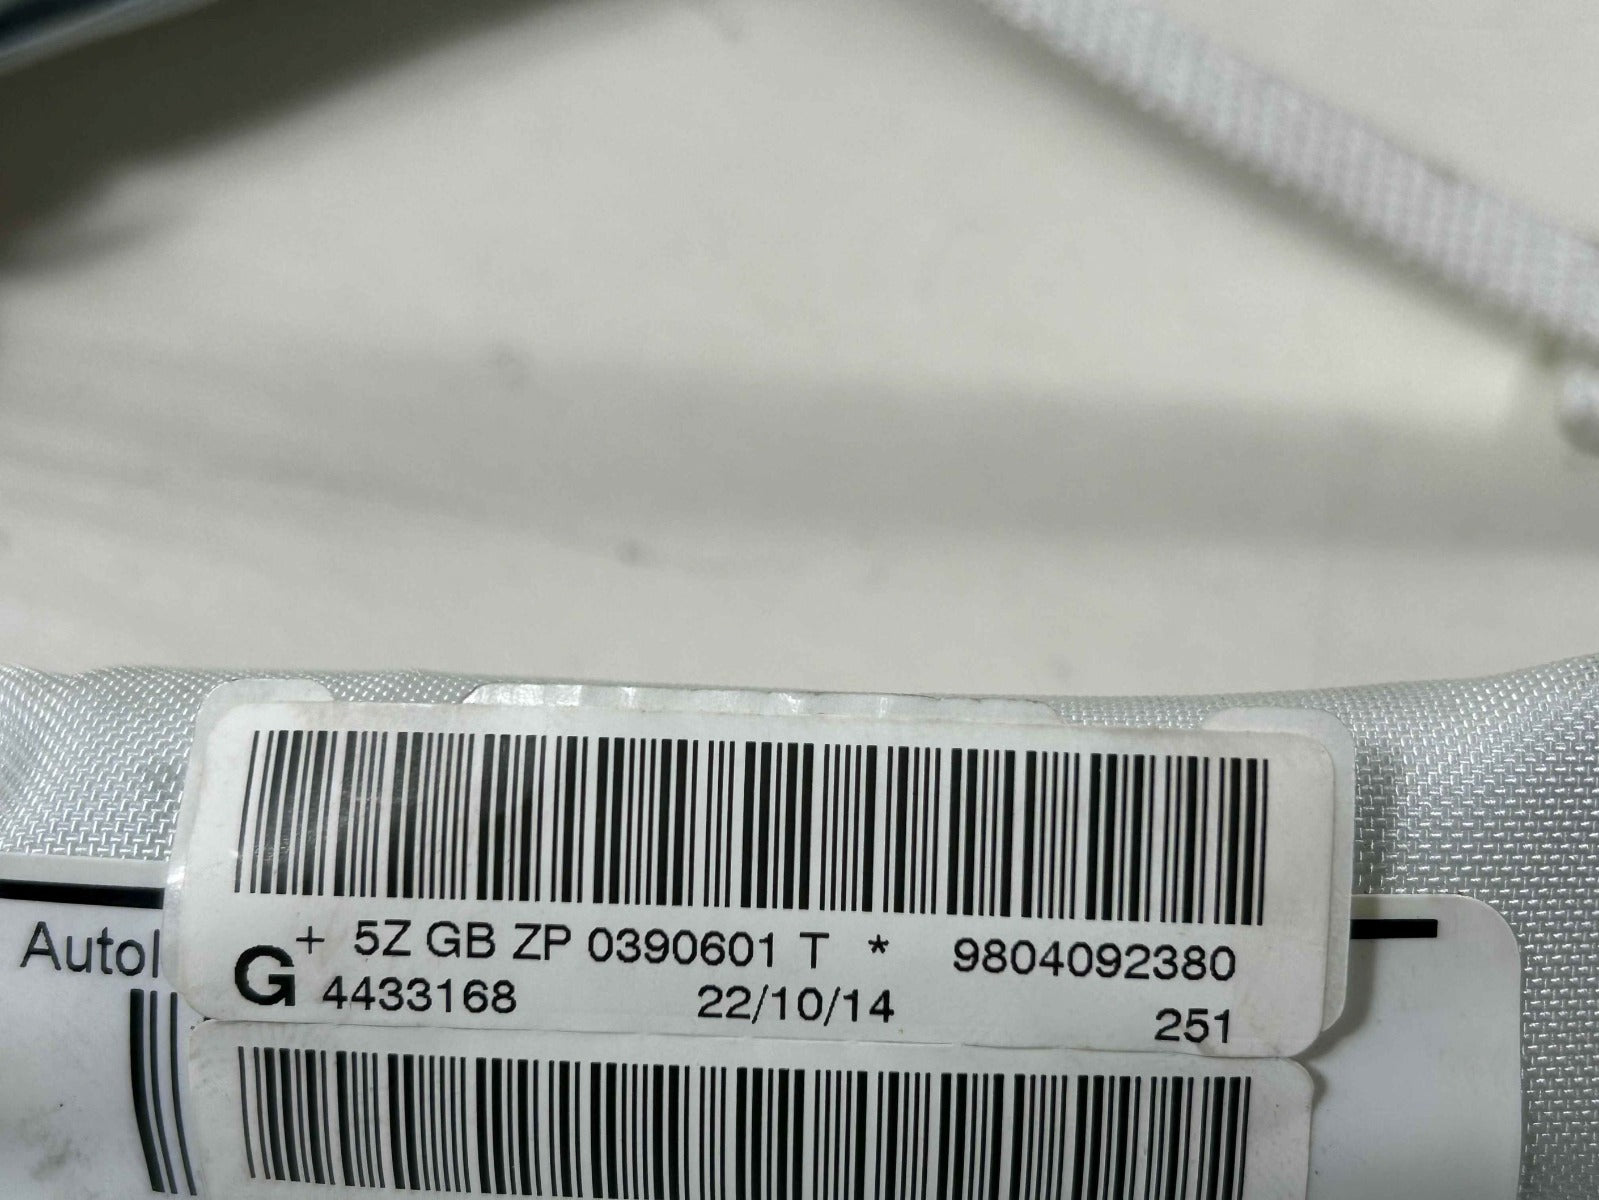 Autol
+ 5Z GB ZP 0390601 T * 9804092380
G 4433168 22/10/14 251